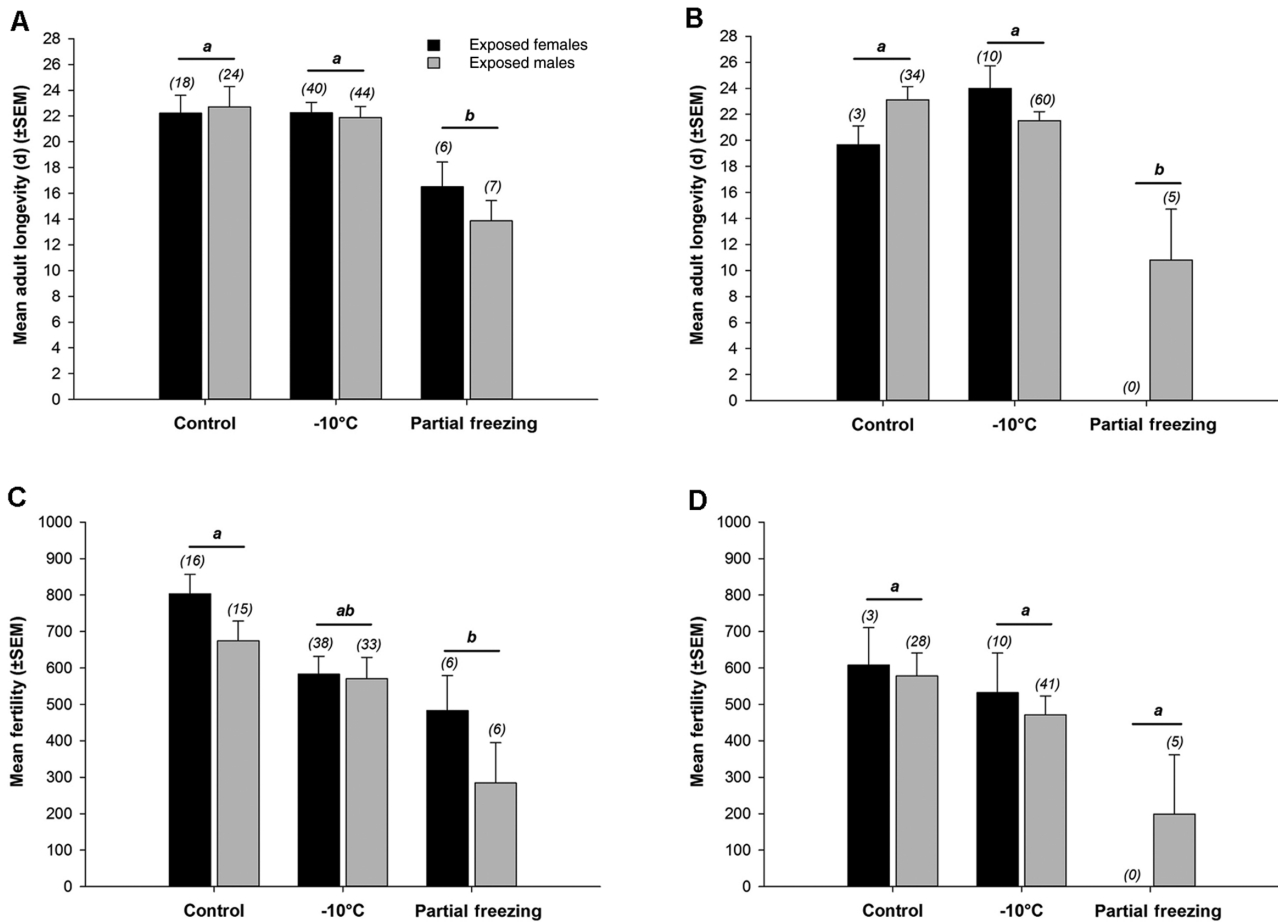 A
Mean adult longevity (d) (±SEM)
28
26
24
22
20
18
16
14
12
10
8
6
4
2
0
Exposed females
Exposed males
a
a
b
(18)
(24)
(40)
(44)
(6)
(7)
Control
-10°C
Partial freezing
B
Mean adult longevity (d) (±SEM)
28
26
24
22
20
18
16
14
12
10
8
6
4
2
0
a
a
b
(3)
(34)
(10)
(60)
(0)
(5)
Control
-10°C
Partial freezing
C
Mean fertility (±SEM)
1000
900
800
700
600
500
400
300
200
100
0
a
ab
b
(16)
(15)
(38)
(33)
(6)
(6)
Control
-10°C
Partial freezing
D
Mean fertility (±SEM)
1000
900
800
700
600
500
400
300
200
100
0
a
a
a
(3)
(28)
(10)
(41)
(0)
(5)
Control
-10°C
Partial freezing